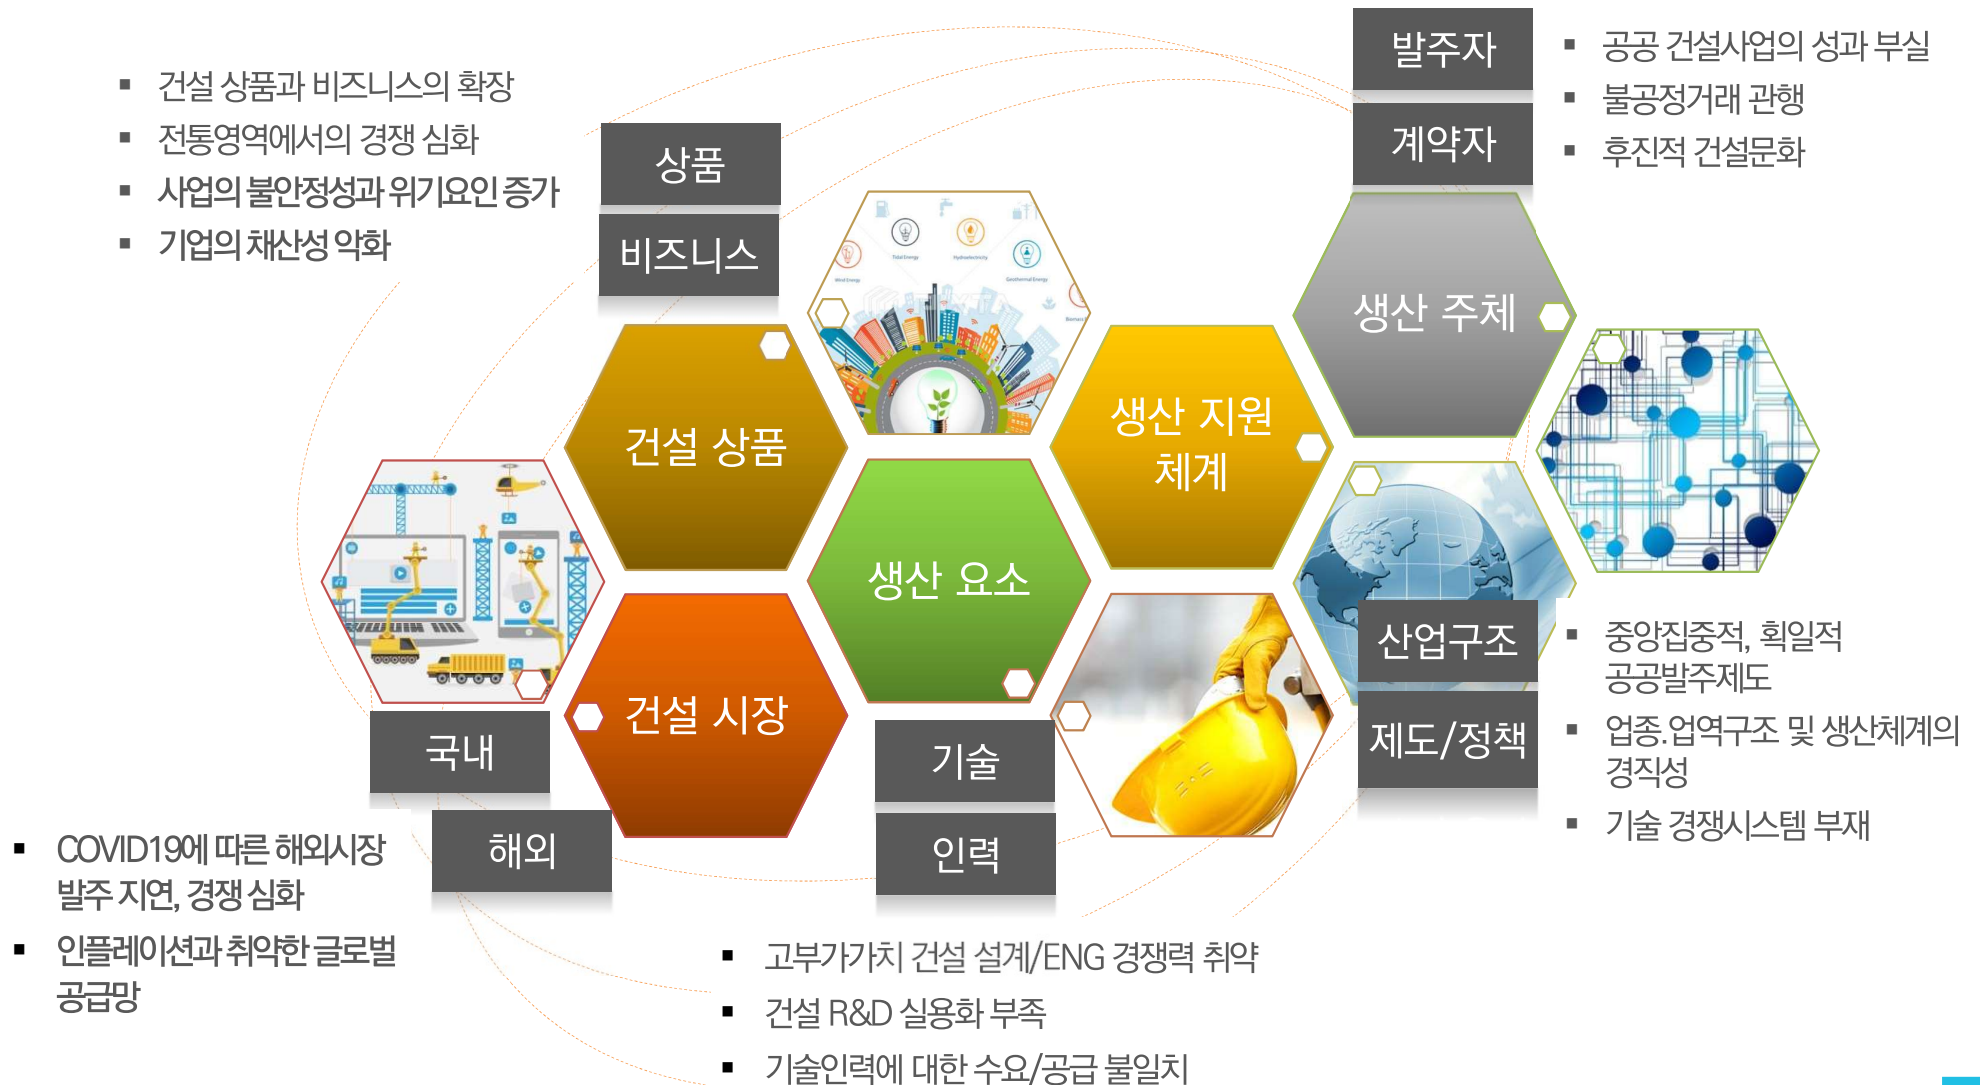 건설 상품과 비즈니스의 확장
전통영역에서의 경쟁 심화
사업의 불안정성과 위기요인 증가
기업의 채산성 악화
상품
비즈니스
발주자
계약자
공공 건설사업의 성과 부실
불공정거래 관행
후진적 건설문화
생산 주체
Total Energy
Hydroelectricity
Wind Energy
Geothermal Energy
건설 상품
생산 지원
체계
생산 요소
건설 시장
국내
해외
COVID19에 따른 해외시장
발주 지연, 경쟁 심화
인플레이션과 취약한 글로벌
공급망
기술
인력
고부가가치 건설 설계/ENG 경쟁력 취약
건설 R&D 실용화 부족
기술인력에 대한 수요/공급 불일치
산업구조
제도/정책
중앙집중적, 획일적
공공발주제도
업종.업역구조 및 생산체계의
경직성
기술 경쟁시스템 부재